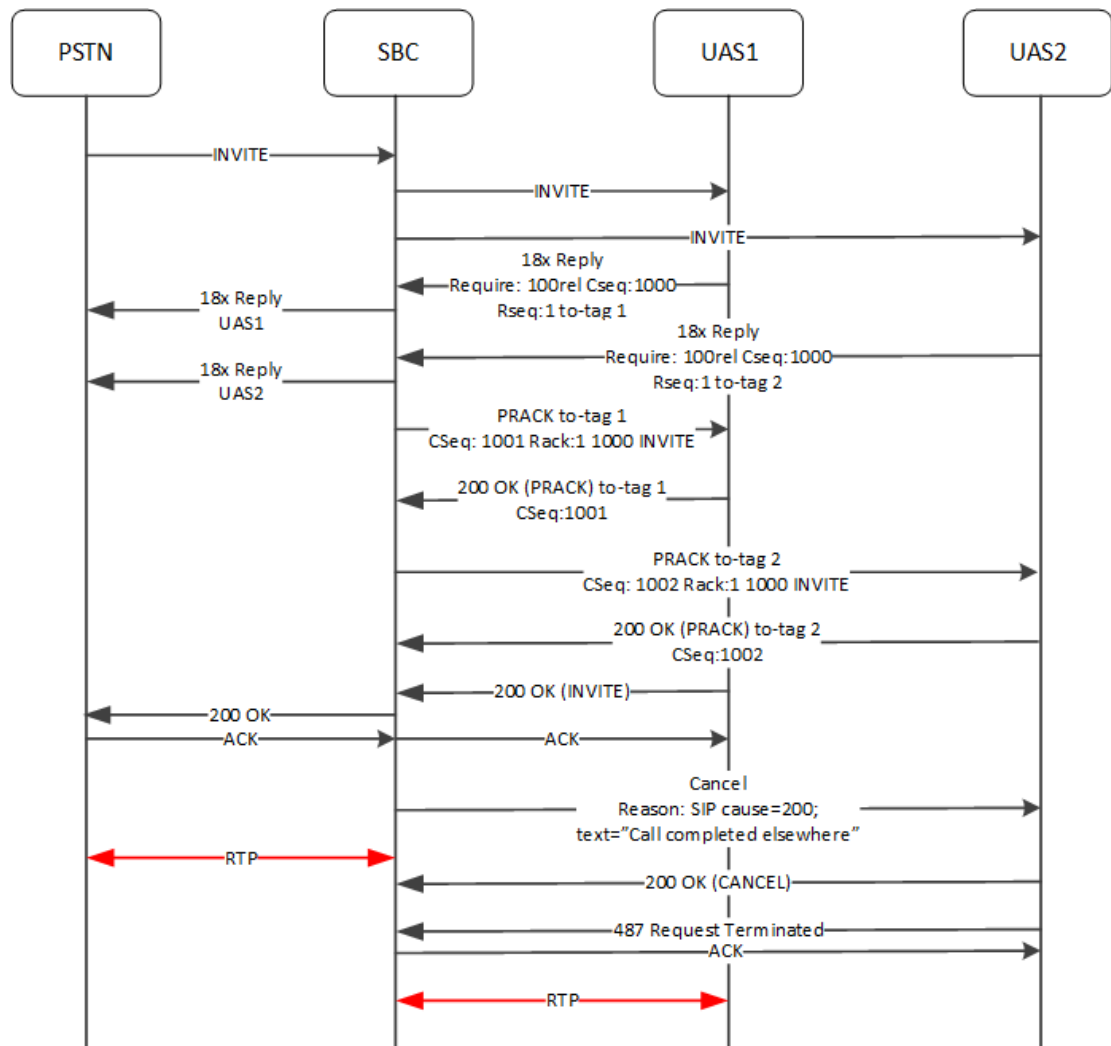 PSTN
SBC
UAS1
UAS2
INVITE
INVITE
INVITE
18x Reply
Require: 100rel Cseq:1000
Rseq:1 to-tag 1
18x Reply
UAS1
18x Reply
Require: 100rel Cseq:1000
Rseq:1 to-tag 2
18x Reply
UAS2
PRACK to-tag 1
CSeq: 1001 Rack:1 1000 INVITE
200 OK (PRACK) to-tag 1
CSeq:1001
PRACK to-tag 2
CSeq: 1002 Rack:1 1000 INVITE
200 OK (PRACK) to-tag 2
CSeq:1002
200 OK (INVITE)
200 OK
ACK
ACK
Cancel
Reason: SIP cause=200;
text=”Call completed elsewhere”
RTP
200 OK (CANCEL)
487 Request Terminated
ACK
RTP